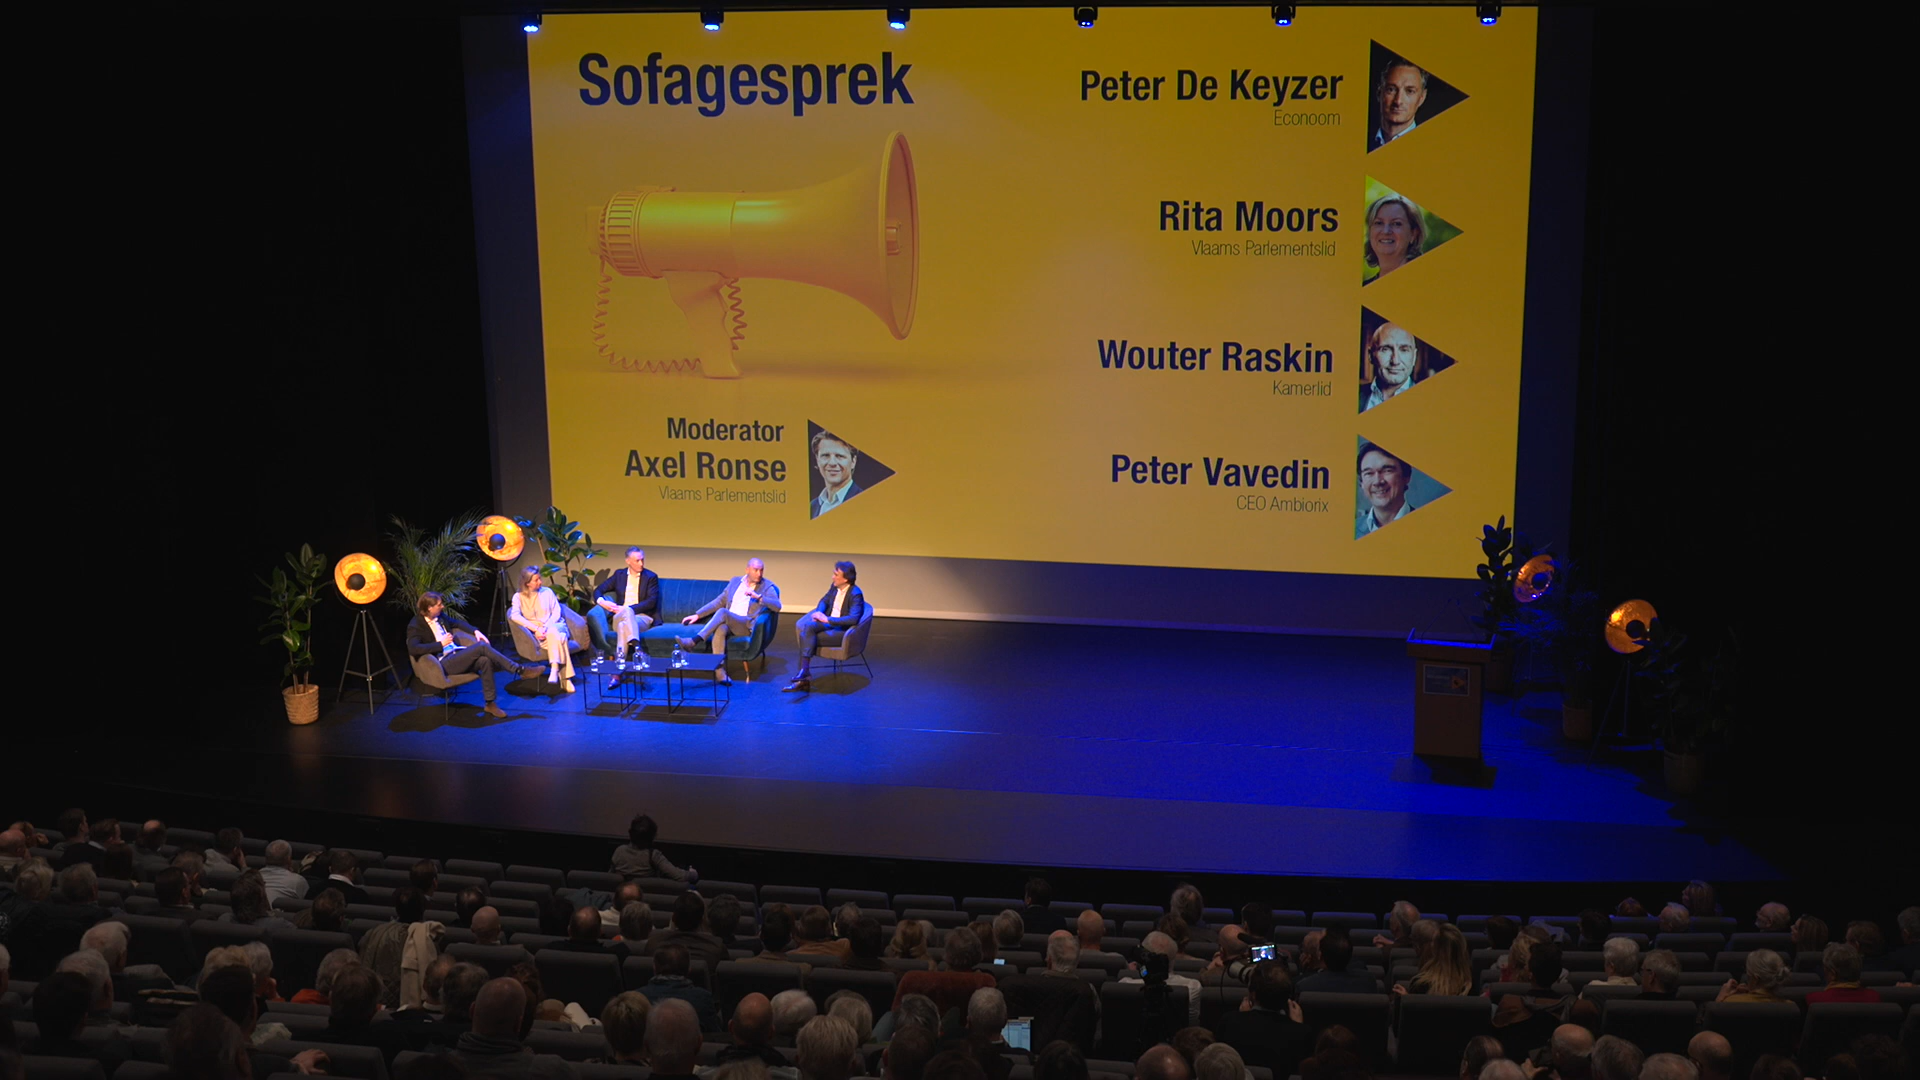 Sofagesprek
Moderator
Axel Ronse
Vlaams Parlementslid
Peter De Keyzer
Econoom
Rita Moors
Vlaams Parlementslid
Wouter Raskin
Kamerlid
Peter Vavedin
CEO Ambiorix